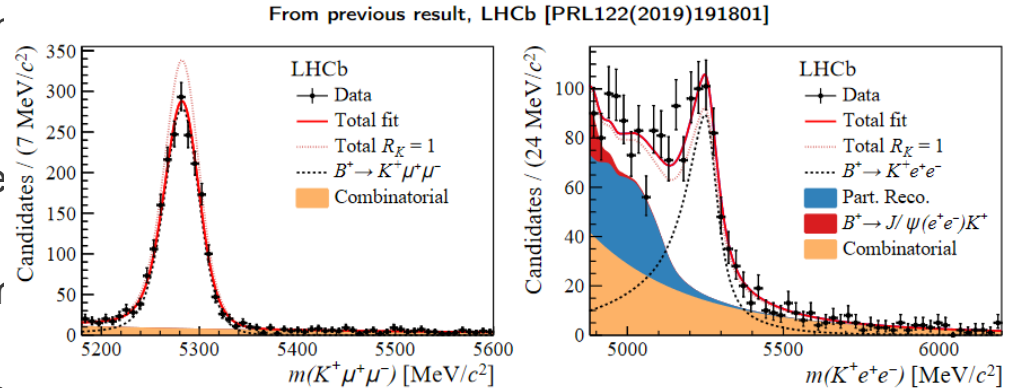 From previous result, LHCb [PRL122(2019)191801]
Candidates / (7 MeV/c²)
350
300
250
200
150
100
50
0
LHCb
Data
Total fit
Total R_K = 1
B⁺→ K⁺μ⁺μ⁻
Combinatorial
5200
5300
5400
5500
5600
m(K⁺μ⁺μ⁻) [MeV/c²]
Candidates / (24 MeV/c²)
100
80
60
40
20
0
LHCb
Data
Total fit
Total R_K = 1
B⁺→ K⁺e⁺e⁻
Part. Reco.
B⁺→ J/ψ(e⁺e⁻)K⁺
Combinatorial
5000
5500
6000
m(K⁺e⁺e⁻) [MeV/c²]